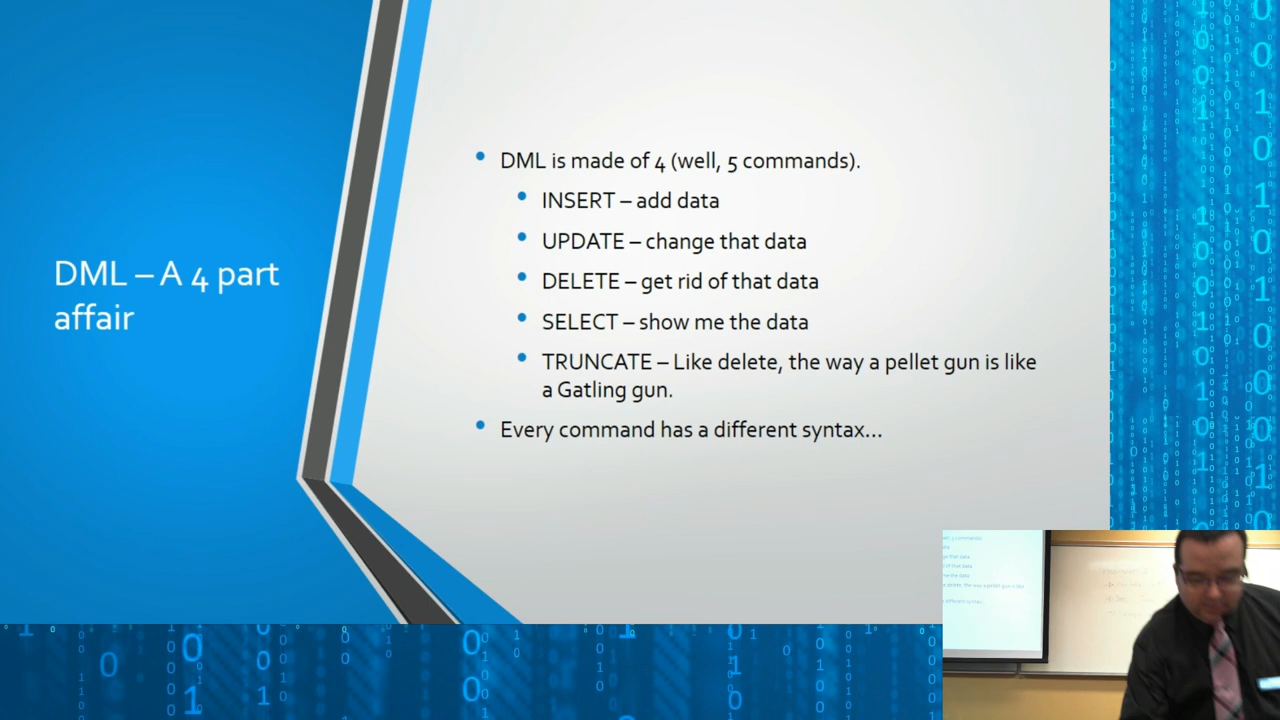 DML – A 4 part
affair
DML is made of 4 (well, 5 commands).
INSERT – add data
UPDATE – change that data
DELETE – get rid of that data
SELECT – show me the data
TRUNCATE – Like delete, the way a pellet gun is like
a Gatling gun.
Every command has a different syntax...